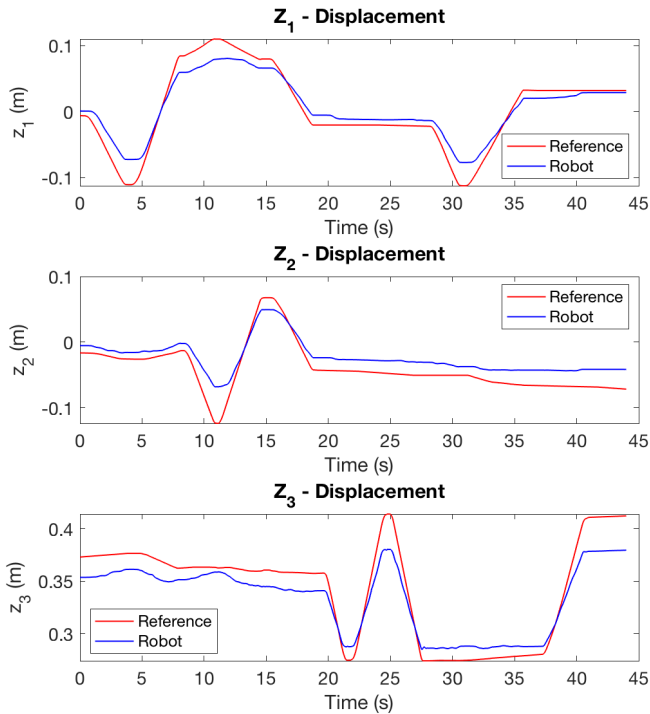 Z1 - Displacement
z1 (m)
0.1
0
-0.1
0 5 10 15 20 25 30 35 40 45
Time (s)
Reference
Robot
Z2 - Displacement
z2 (m)
0.1
0
-0.1
0 5 10 15 20 25 30 35 40 45
Time (s)
Reference
Robot
Z3 - Displacement
z3 (m)
0.4
0.35
0.3
0 5 10 15 20 25 30 35 40 45
Time (s)
Reference
Robot